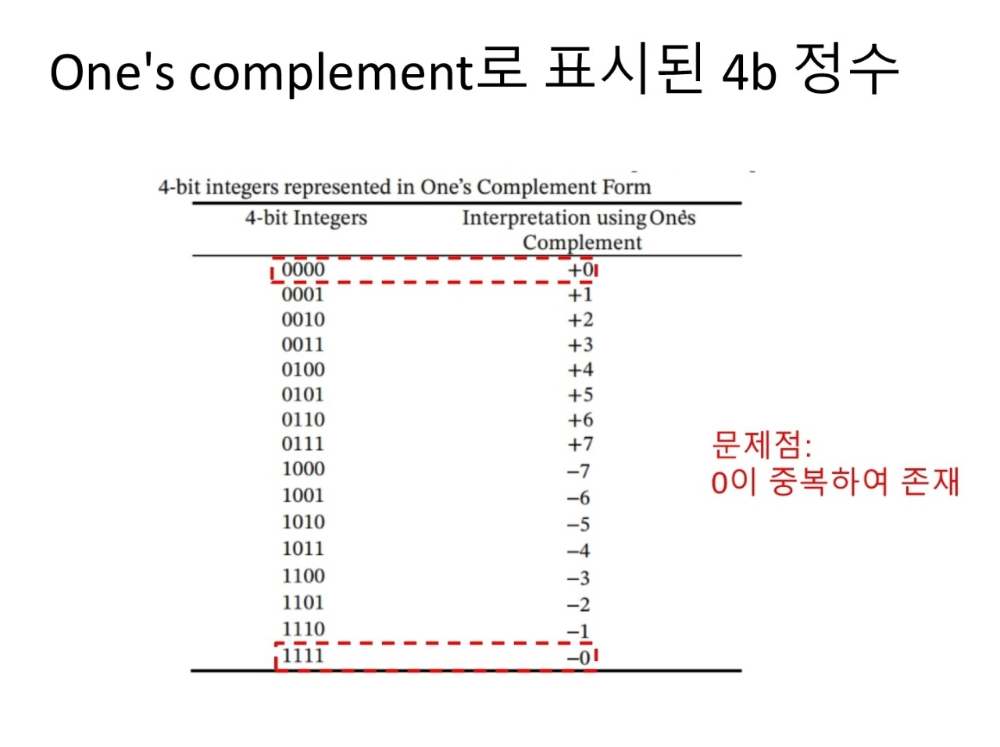 One's complement로 표시된 4b 정수
4-bit integers represented in One's Complement Form
4-bit Integers Interpretation using One's
Complement
0000 +0
0001 +1
0010 +2
0011 +3
0100 +4
0101 +5
0110 +6
0111 +7
1000 −7
1001 −6
1010 −5
1011 −4
1100 −3
1101 −2
1110 −1
1111 −0
문제점:
0이 중복하여 존재